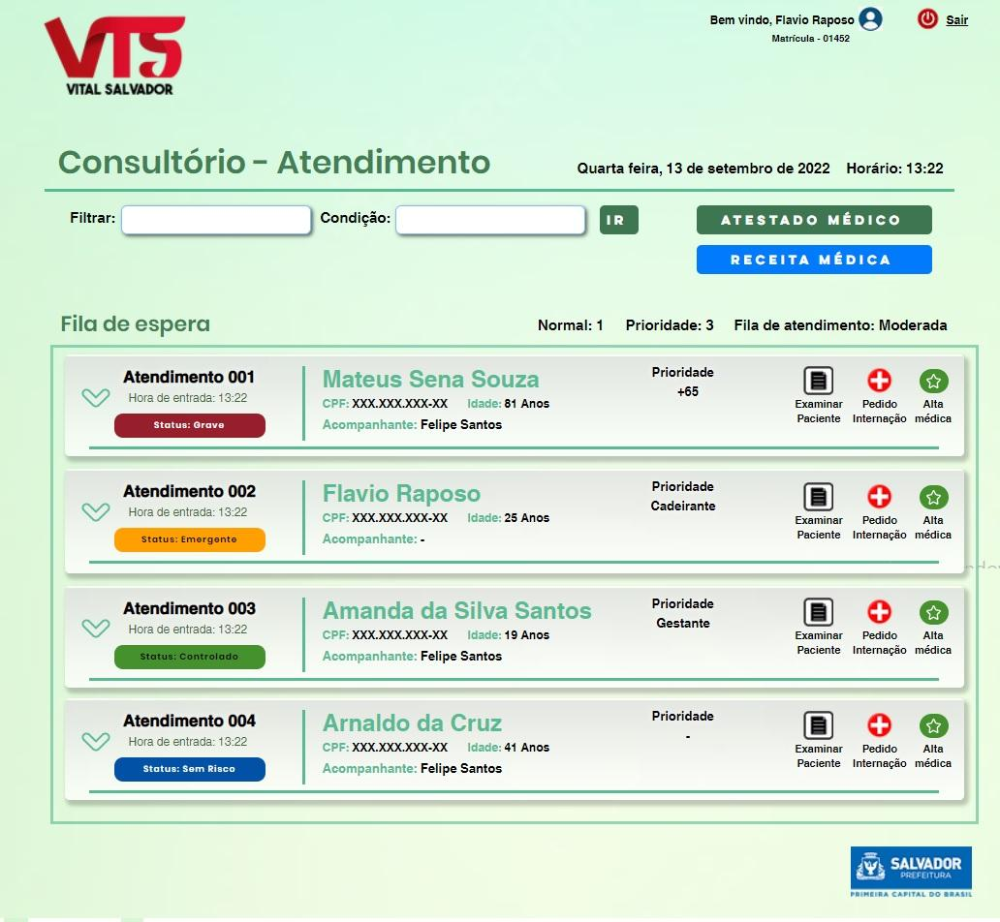 VTS
VITAL SALVADOR
Bem vindo, Flavio Raposo
Matrícula - 01452
Sair
Consultório - Atendimento
Quarta feira, 13 de setembro de 2022 Horário: 13:22
Filtrar: Condição: IR
ATESTADO MÉDICO
RECEITA MÉDICA
Fila de espera
Normal: 1 Prioridade: 3 Fila de atendimento: Moderada
Atendimento 001
Hora de entrada: 13:22
Status: Grave
Mateus Sena Souza
CPF: XXX.XXX.XXX-XX Idade: 81 Anos
Acompanhante: Felipe Santos
Prioridade
+65
Examinar
Paciente
Pedido
Internação
Alta
médica
Atendimento 002
Hora de entrada: 13:22
Status: Emergente
Flavio Raposo
CPF: XXX.XXX.XXX-XX Idade: 25 Anos
Acompanhante: -
Prioridade
Cadeirante
Examinar
Paciente
Pedido
Internação
Alta
médica
Atendimento 003
Hora de entrada: 13:22
Status: Controlado
Amanda da Silva Santos
CPF: XXX.XXX.XXX-XX Idade: 19 Anos
Acompanhante: Felipe Santos
Prioridade
Gestante
Examinar
Paciente
Pedido
Internação
Alta
médica
Atendimento 004
Hora de entrada: 13:22
Status: Sem Risco
Arnaldo da Cruz
CPF: XXX.XXX.XXX-XX Idade: 41 Anos
Acompanhante: Felipe Santos
Prioridade
-
Examinar
Paciente
Pedido
Internação
Alta
médica
SALVADOR
PREFEITURA
PRIMEIRA CAPITAL DO BRASIL